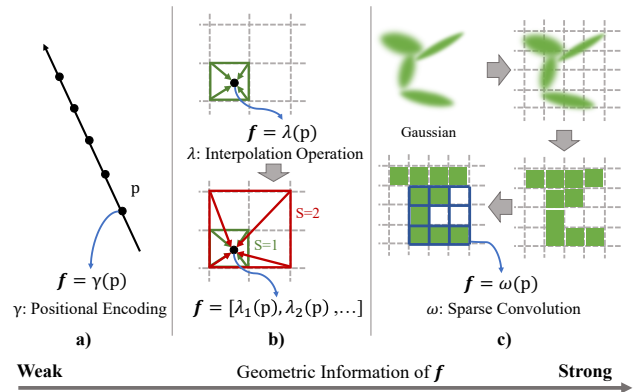 p
𝒇 = γ(p)
γ: Positional Encoding
a)
𝒇 = λ(p)
λ: Interpolation Operation
S=2
S=1
𝒇 = [λ₁(p), λ₂(p) ,…]
b)
Gaussian
𝒇 = ω(p)
ω: Sparse Convolution
c)
Weak
Geometric Information of 𝒇
Strong